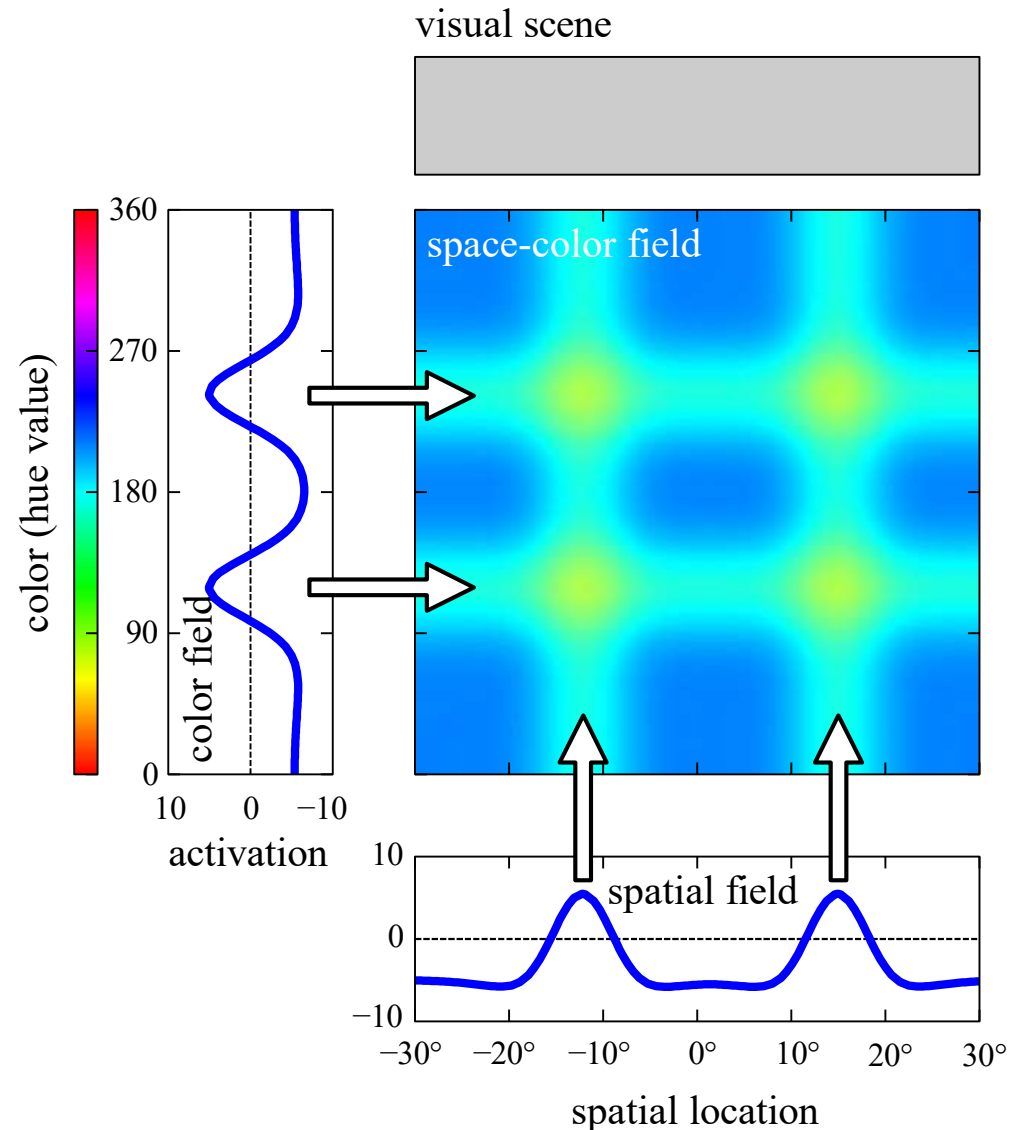 visual scene
space-color field
color (hue value)
360
270
180
90
0
color field
10 0 −10
activation
spatial field
10
0
−10
−30° −20° −10° 0° 10° 20° 30°
spatial location